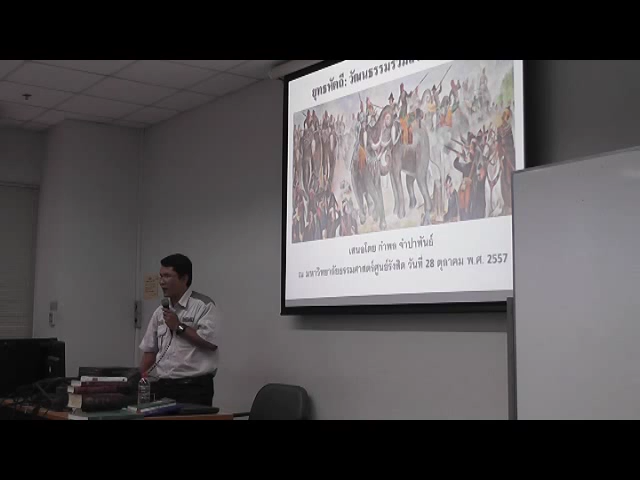 ยุทธหัตถี: วัฒนธรรมร่วม
เสนอโดย กำพล จำปาพันธ์
ณ มหาวิทยาลัยธรรมศาสตร์ศูนย์รังสิต วันที่ 28 ตุลาคม พ.ศ. 2557